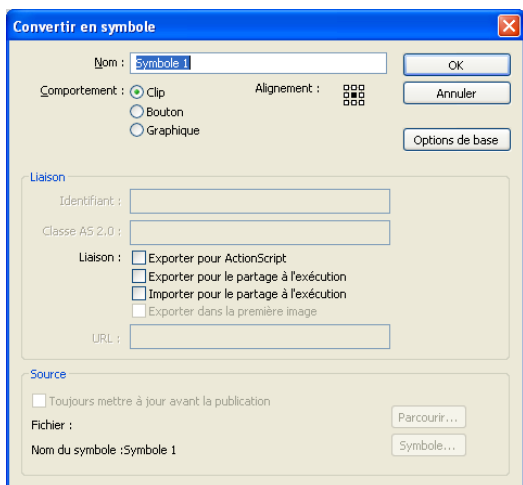 Convertir en symbole
Nom : Symbole 1
OK
Comportement : Clip
Alignement :
Annuler
Bouton
Graphique
Options de base
Liaison
Identifiant :
Classe AS 2.0 :
Liaison : Exporter pour ActionScript
Exporter pour le partage à l'exécution
Importer pour le partage à l'exécution
Exporter dans la première image
URL :
Source
Toujours mettre à jour avant la publication
Fichier :
Parcourir...
Nom du symbole :Symbole 1
Symbole...